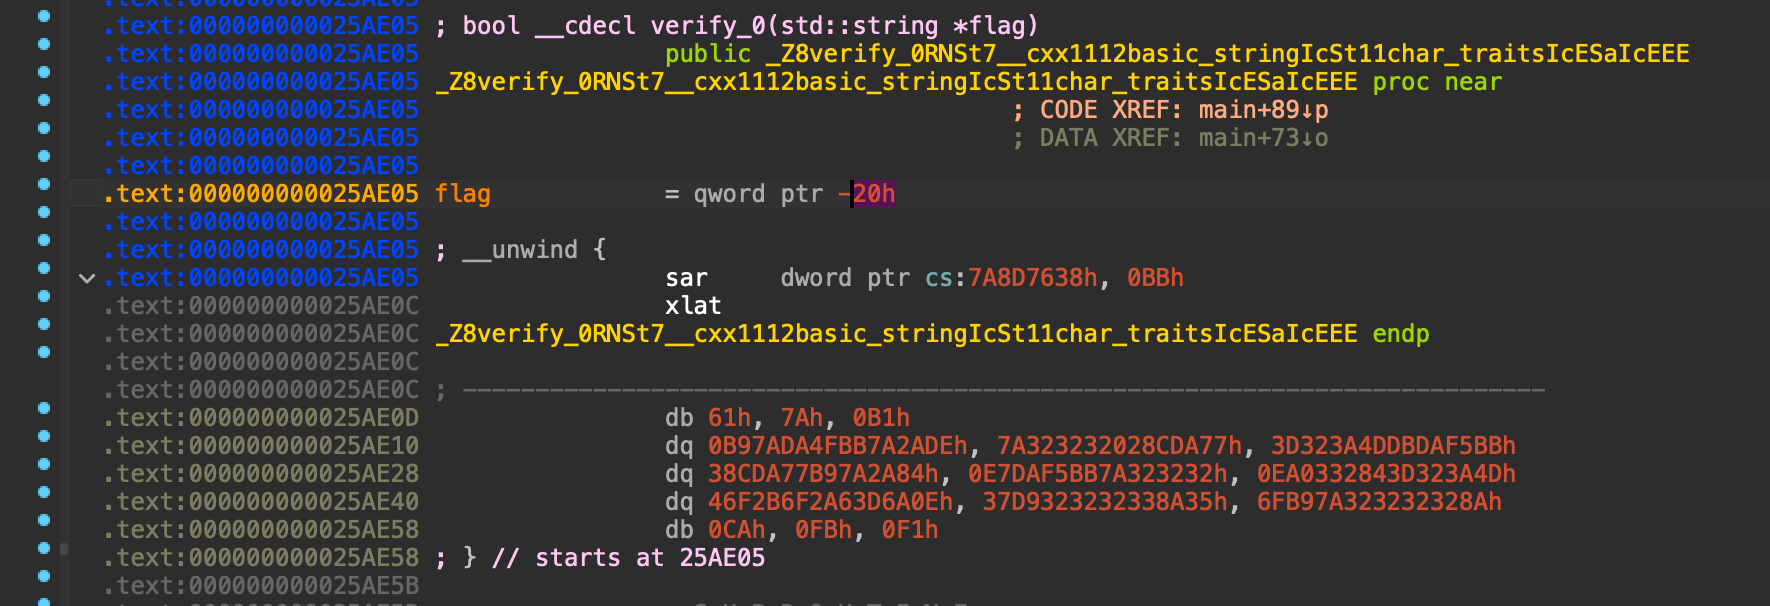 .text:000000000025AE05 ; bool __cdecl verify_0(std::string *flag)
.text:000000000025AE05 public _Z8verify_0RNSt7__cxx1112basic_stringIcSt11char_traitsIcESaIcEEE
.text:000000000025AE05 _Z8verify_0RNSt7__cxx1112basic_stringIcSt11char_traitsIcESaIcEEE proc near
.text:000000000025AE05 ; CODE XREF: main+89↓p
.text:000000000025AE05 ; DATA XREF: main+73↓o
.text:000000000025AE05
.text:000000000025AE05 flag = qword ptr -20h
.text:000000000025AE05
.text:000000000025AE05 ; __unwind {
.text:000000000025AE05 sar dword ptr cs:7A8D7638h, 0BBh
.text:000000000025AE0C xlat
.text:000000000025AE0C _Z8verify_0RNSt7__cxx1112basic_stringIcSt11char_traitsIcESaIcEEE endp
.text:000000000025AE0C
.text:000000000025AE0C ; ---------------------------------------------------------------------------
.text:000000000025AE0D db 61h, 7Ah, 0B1h
.text:000000000025AE10 dq 0B97ADA4FBB7A2ADEh, 7A323232028CDA77h, 3D323A4DDBDAF5BBh
.text:000000000025AE28 dq 38CDA77B97A2A84h, 0E7DAF5BB7A323232h, 0EA0332843D323A4Dh
.text:000000000025AE40 dq 46F2B6F2A63D6A0Eh, 37D9323232338A35h, 6FB97A323232328Ah
.text:000000000025AE58 db 0CAh, 0FBh, 0F1h
.text:000000000025AE58 ; } // starts at 25AE05
.text:000000000025AE5B